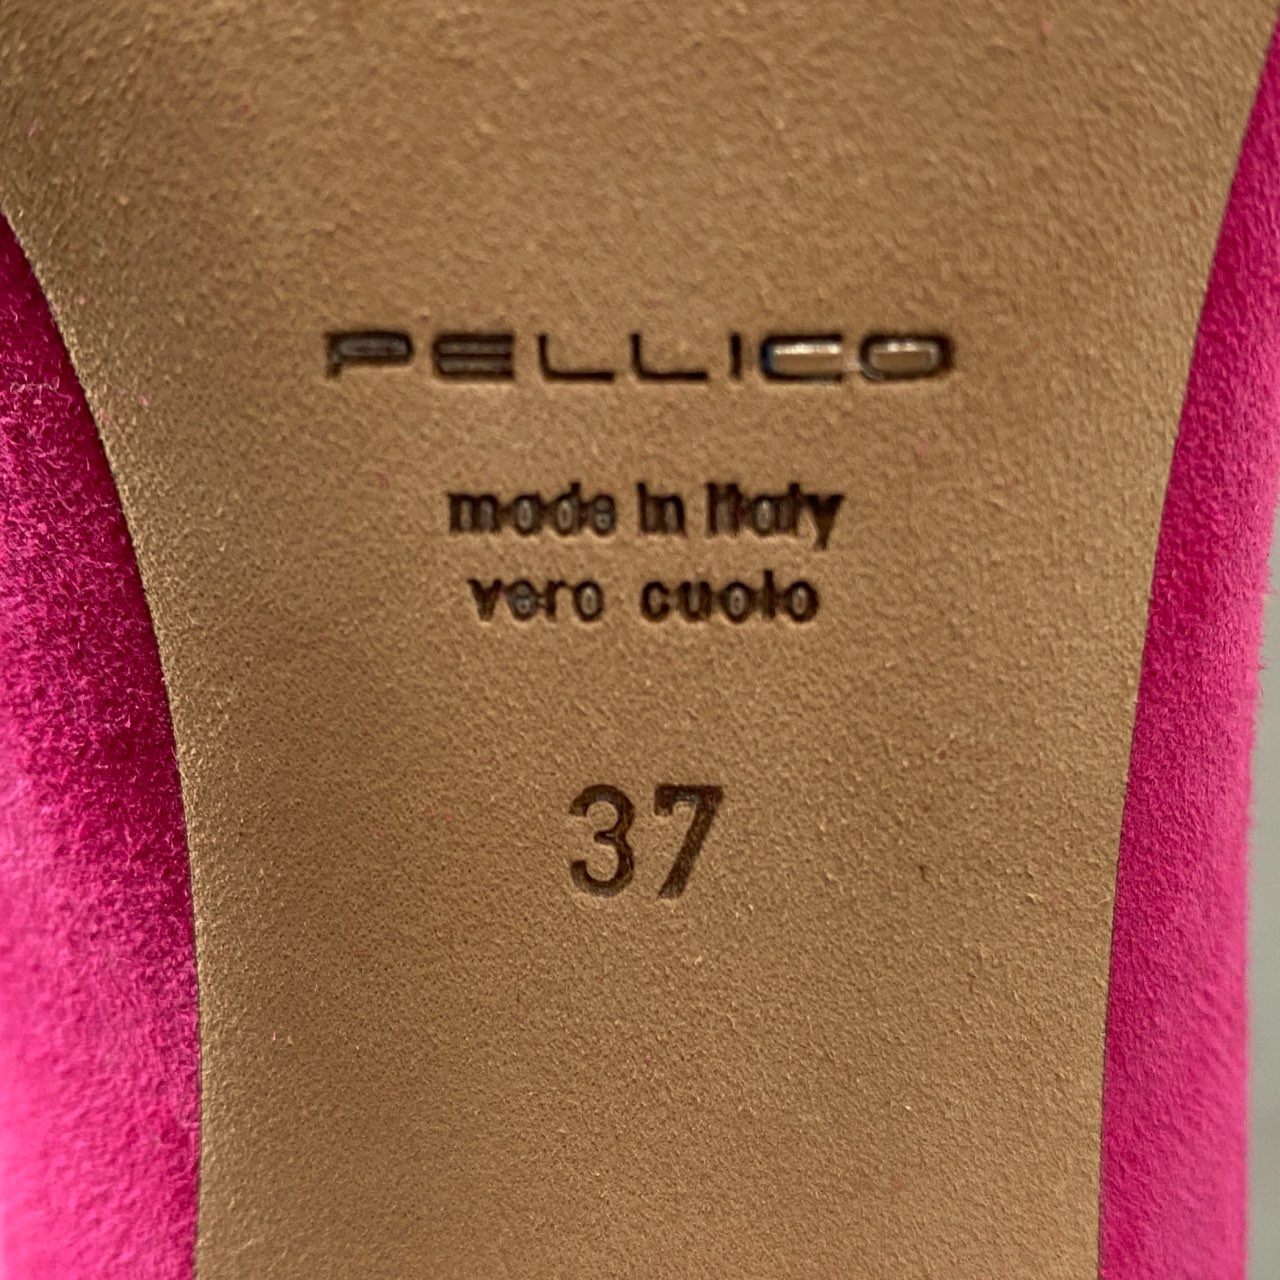 PELLICO
made in Italy
vero cuoio
37